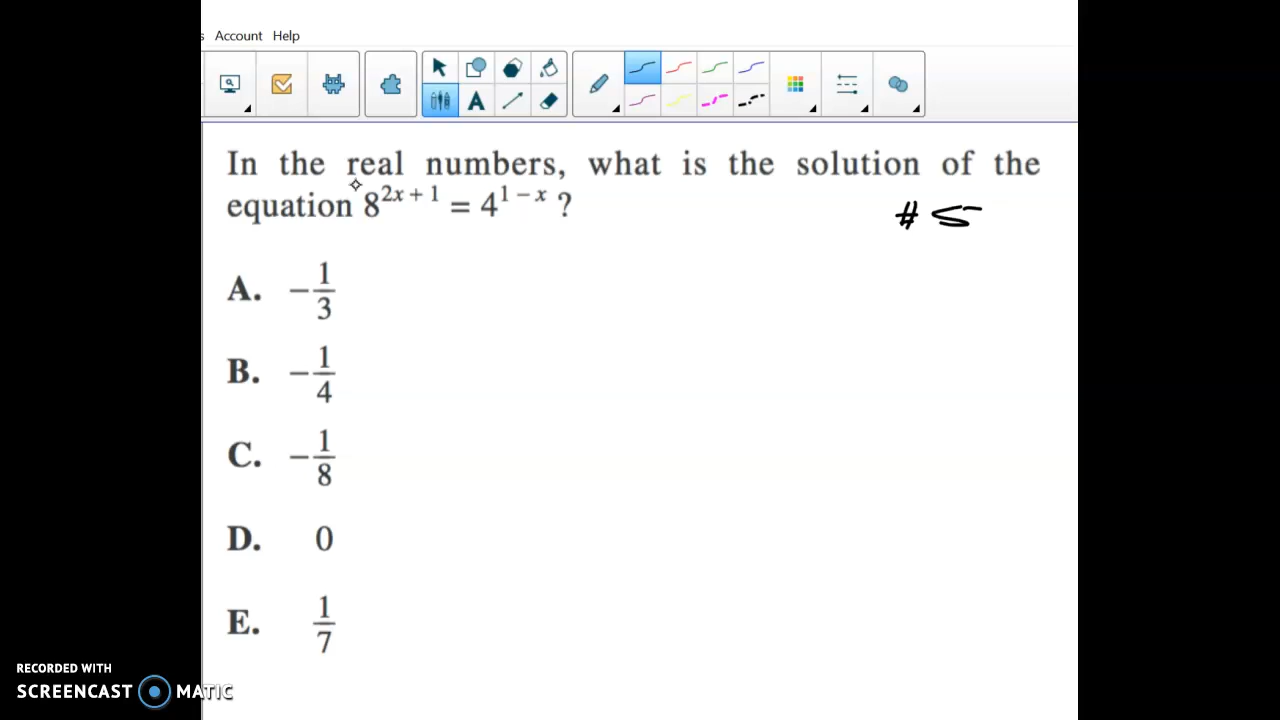 s Account Help
In the real numbers, what is the solution of the
equation 8^{2x + 1} = 4^{1 − x} ?
# 5
A. −1/3
B. −1/4
C. −1/8
D. 0
E. 1/7
RECORDED WITH
SCREENCAST MATIC